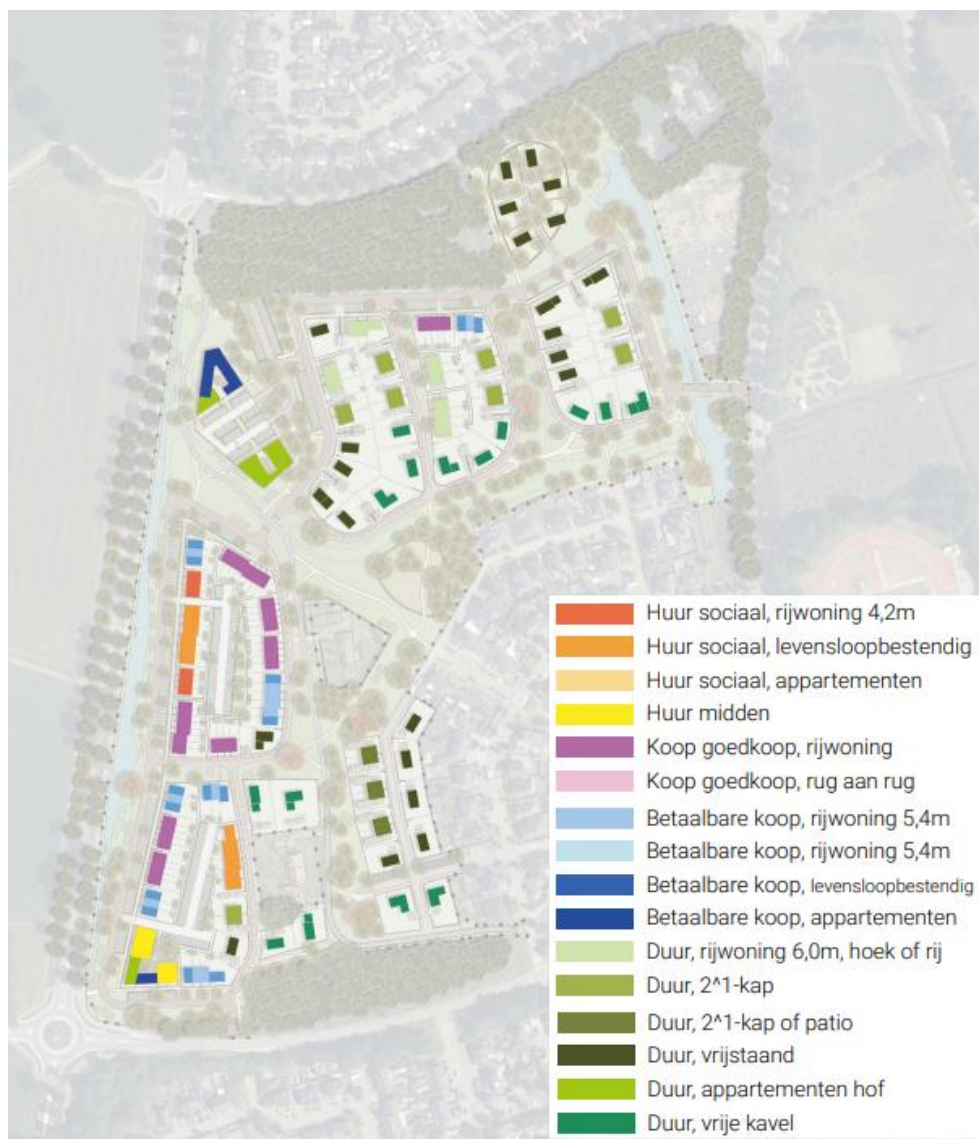 Huur sociaal, rijwoning 4,2m
Huur sociaal, levensloopbestendig
Huur sociaal, appartementen
Huur midden
Koop goedkoop, rijwoning
Koop goedkoop, rug aan rug
Betaalbare koop, rijwoning 5,4m
Betaalbare koop, rijwoning 5,4m
Betaalbare koop, levensloopbestendig
Betaalbare koop, appartementen
Duur, rijwoning 6,0m, hoek of rij
Duur, 2^1-kap
Duur, 2^1-kap of patio
Duur, vrijstaand
Duur, appartementen hof
Duur, vrije kavel